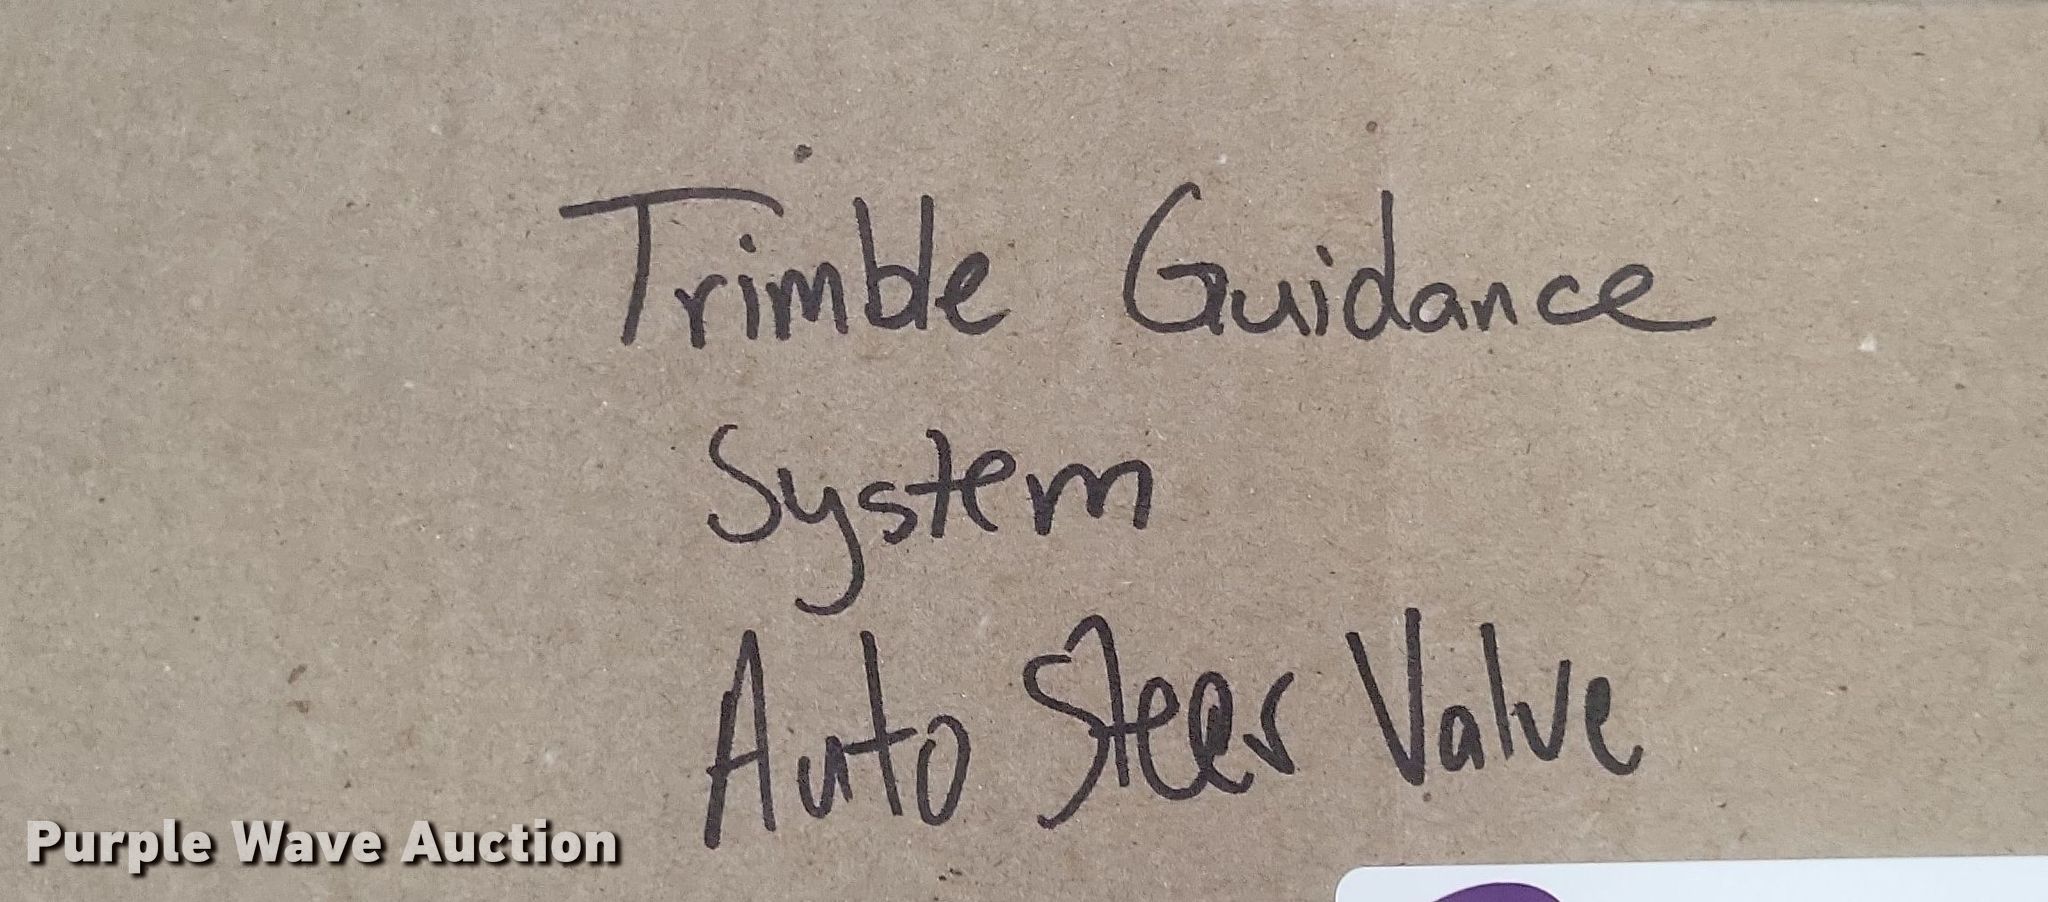 Trimble Guidance
System
Auto Steer Valve
Purple Wave Auction